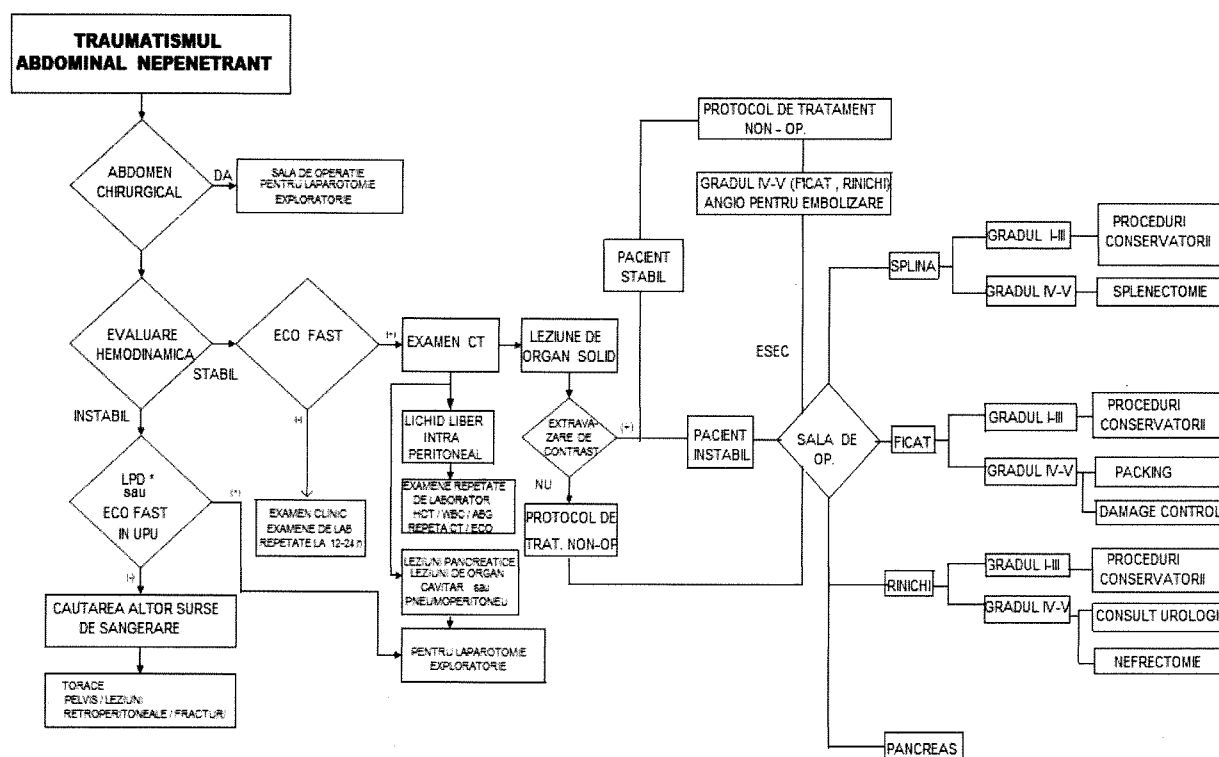 TRAUMATISMUL
ABDOMINAL NEPENETRANT
ABDOMEN
CHIRURGICAL
DA
SALA DE OPERATIE
PENTRU LAPAROTOMIE
EXPLORATORIE
EVALUARE
HEMODINAMICA
STABIL
INSTABIL
ECO FAST
(+)
(-)
EXAMEN CLINIC
EXAMENE DE LAB
REPETATE LA 12-24 h
LPD *
sau
ECO FAST
IN UPU
(+)
(-)
CAUTAREA ALTOR SURSE
DE SANGERARE
TORACE
PELVIS / LEZIUNI
RETROPERITONEALE / FRACTURI
EXAMEN CT
LICHID LIBER
INTRA
PERITONEAL
EXAMENE REPETATE
DE LABORATOR
HCT / WBC / ABG
REPETA CT / ECO
LEZIUNI PANCREATICE
LEZIUNI DE ORGAN
CAVITAR sau
PNEUMOPERITONEU
PENTRU LAPAROTOMIE
EXPLORATORIE
LEZIUNE DE
ORGAN SOLID
EXTRAVA-
ZARE DE
CONTRAST
(+)
NU
PROTOCOL DE
TRAT. NON-OP
PACIENT
STABIL
PROTOCOL DE TRATAMENT
NON - OP.
GRADUL IV-V (FICAT , RINICHI)
ANGIO PENTRU EMBOLIZARE
ESEC
PACIENT
INSTABIL
SALA DE
OP.
SPLINA
GRADUL I-III
PROCEDURI
CONSERVATORII
GRADUL IV-V
SPLENECTOMIE
FICAT
GRADUL I-III
PROCEDURI
CONSERVATORII
GRADUL IV-V
PACKING
DAMAGE CONTROL
RINICHI
GRADUL I-III
PROCEDURI
CONSERVATORII
GRADUL IV-V
CONSULT UROLOGI
NEFRECTOMIE
PANCREAS